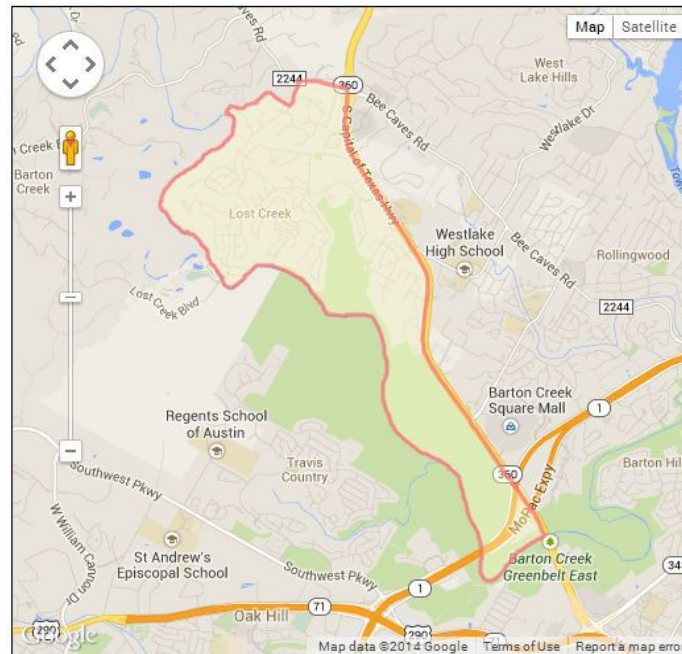 Map
Satellite
2244
360
West
Lake Hills
Bee Caves Rd
Westlake Dr
S Capital of Texas Hwy
n Creek
Barton
Creek
+
Lost Creek
Westlake
High School
Bee Caves Rd
Rollingwood
Lost Creek Blvd
2244
Barton Creek
Square Mall
1
Regents School
of Austin
Travis
Country
Southwest Pkwy
360
MoPac Expy
Barton Hil
W William Cannon Dr
St Andrew's
Episcopal School
Southwest Pkwy
Barton Creek
Greenbelt East
1
343
71
Oak Hill
71
290
290
Google
Map data ©2014 Google
Terms of Use
Report a map error